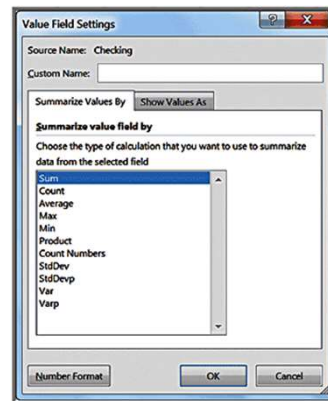 Value Field Settings
Source Name: Checking
Custom Name:
Summarize Values By Show Values As
Summarize value field by
Choose the type of calculation that you want to use to summarize
data from the selected field
Sum
Count
Average
Max
Min
Product
Count Numbers
StdDev
StdDevp
Var
Varp
Number Format OK Cancel